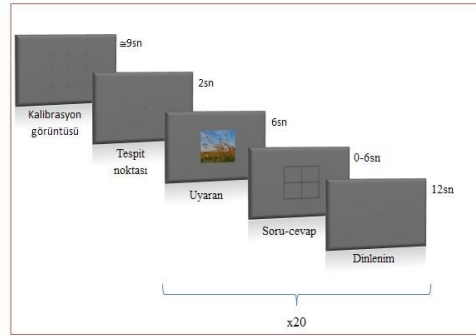 ≅9sn
Kalibrasyon
görüntüsü
2sn
Tespit
noktası
6sn
Uyaran
0-6sn
Soru-cevap
12sn
Dinlenim
x20